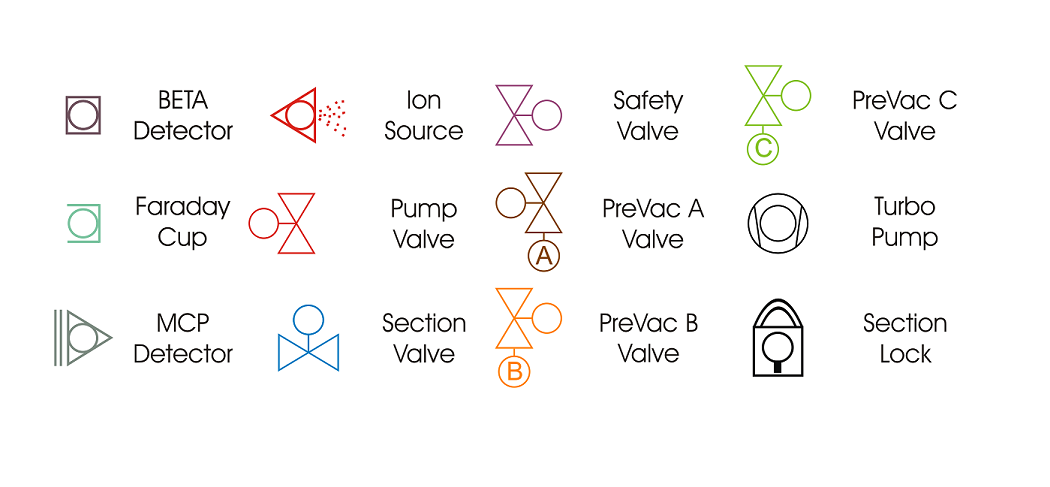 BETA
Detector
Ion
Source
Safety
Valve
PreVac C
Valve
C
Faraday
Cup
Pump
Valve
PreVac A
Valve
A
Turbo
Pump
MCP
Detector
Section
Valve
PreVac B
Valve
B
Section
Lock